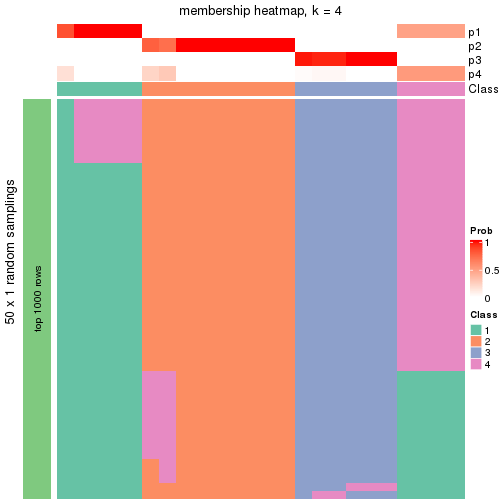 membership heatmap, k = 4
p1
p2
p3
p4
Class
50 x 1 random samplings
top 1000 rows
Prob
1
0.5
0
Class
1
2
3
4